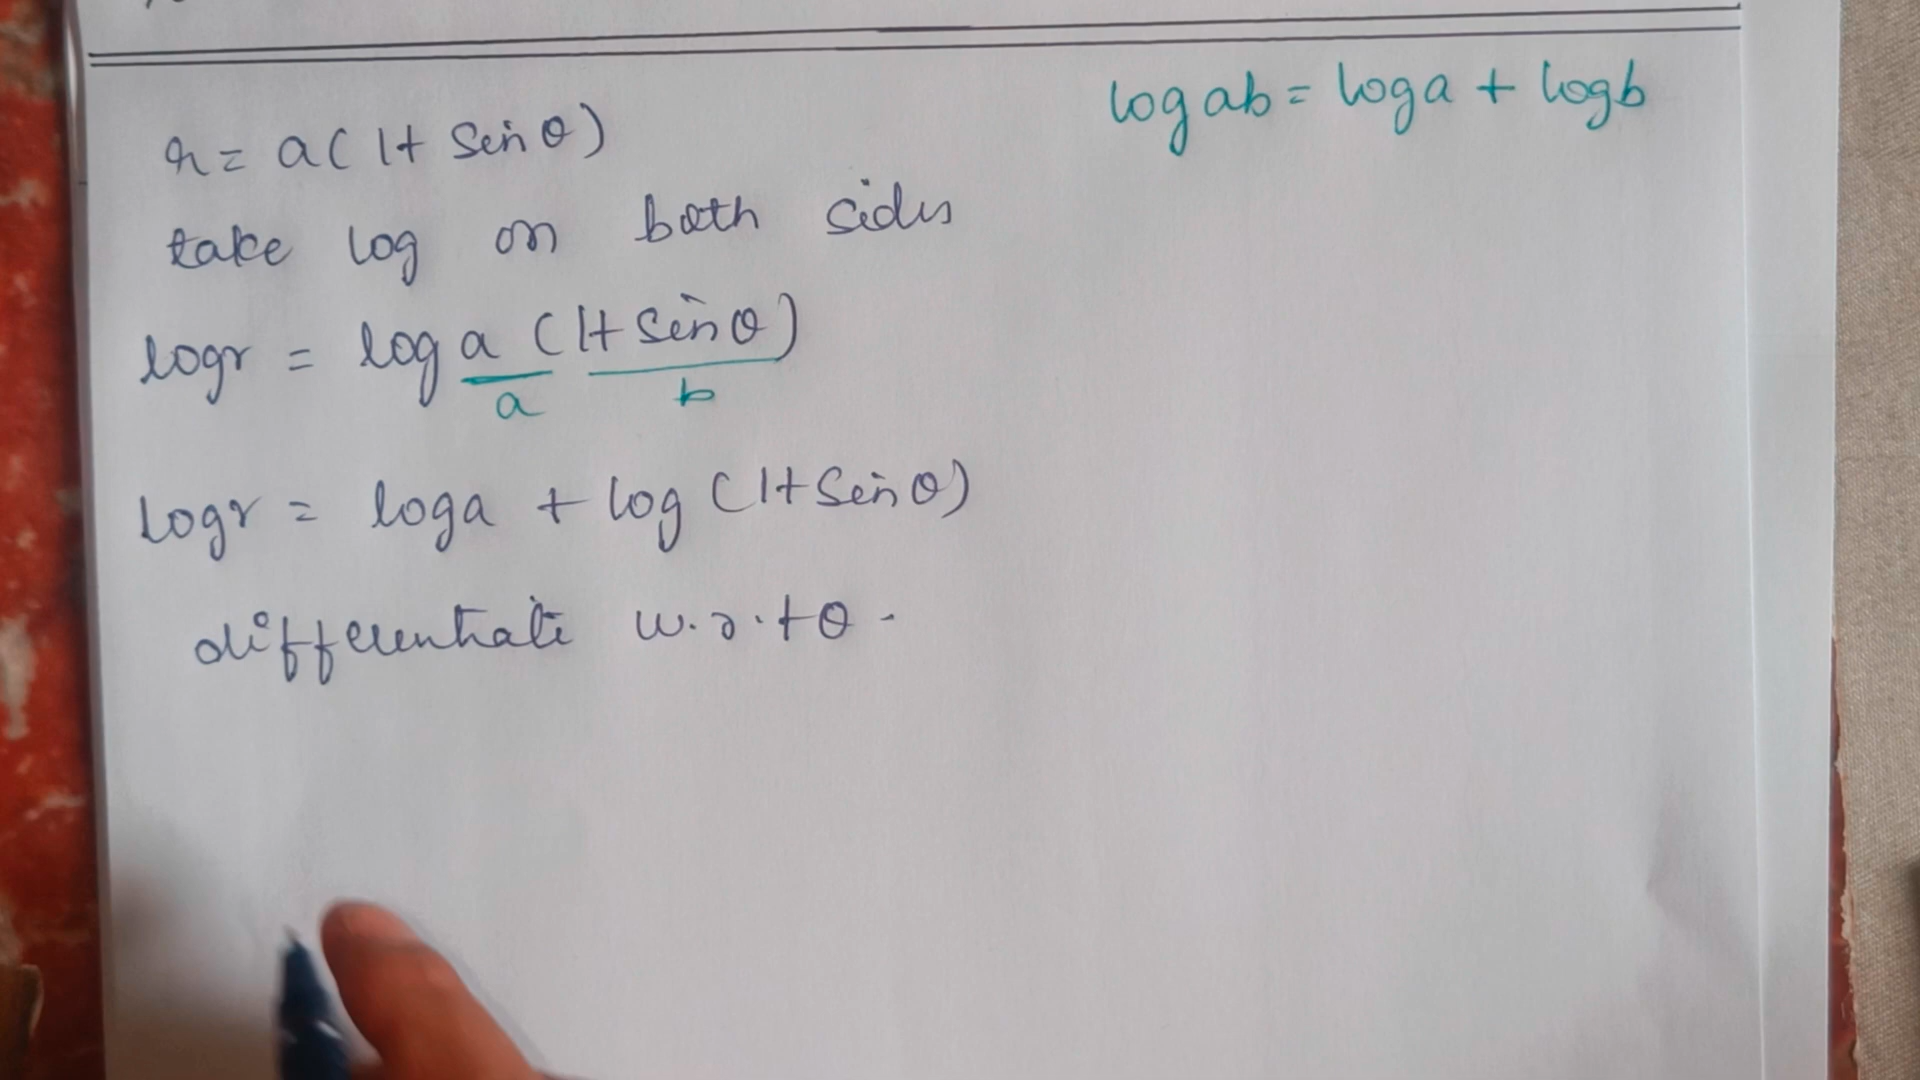 r = a(1+ Sin θ)
log ab = log a + log b
take log on both sides
log r = log a (1+ Sin θ)
a b
log r = log a + log (1+ Sin θ)
differentiate w.r.to θ.